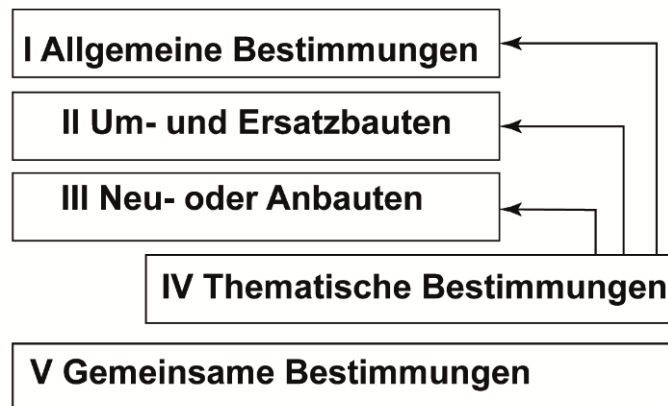 I Allgemeine Bestimmungen
II Um- und Ersatzbauten
III Neu- oder Anbauten
IV Thematische Bestimmungen
V Gemeinsame Bestimmungen